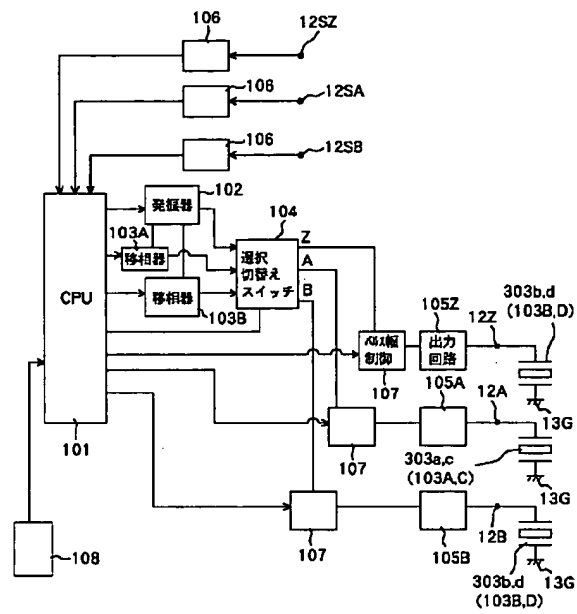 106
12SZ
106
12SA
106
12SB
102
発振器
104
103A
移相器
選択
切替え
スイッチ
Z
A
B
CPU
移相器
103B
パルス幅
制御
107
105Z
出力
回路
12Z
303b,d
(103B,D)
13G
101
105A
12A
107
303a,c
(103A,C)
13G
108
107
105B
12B
13G
303b,d
(103B,D)